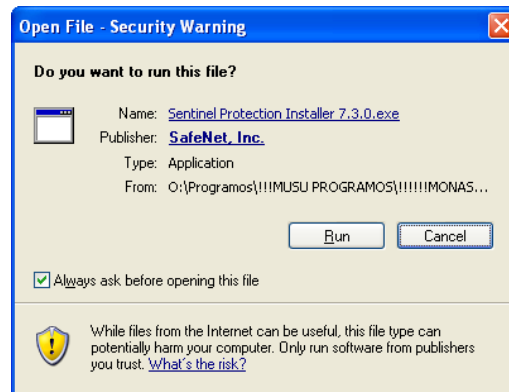 Open File - Security Warning
Do you want to run this file?
Name: Sentinel Protection Installer 7.3.0.exe
Publisher: SafeNet, Inc.
Type: Application
From: O:\Programos\!!!MUSU PROGRAMOS\!!!!!!MONAS...
Run Cancel
Always ask before opening this file
While files from the Internet can be useful, this file type can
potentially harm your computer. Only run software from publishers
you trust. What's the risk?